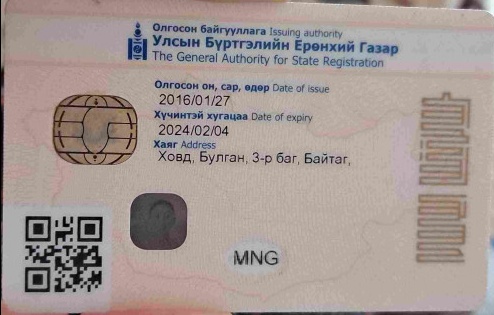 Олгосон байгууллага Issuing authority
Улсын Бүртгэлийн Ерөнхий Газар
The General Authority for State Registration
Олгосон он, сар, өдөр Date of issue
2016/01/27
Хүчинтэй хугацаа Date of expiry
2024/02/04
Хаяг Address
Ховд, Булган, 3-р баг, Байтаг,
MNG